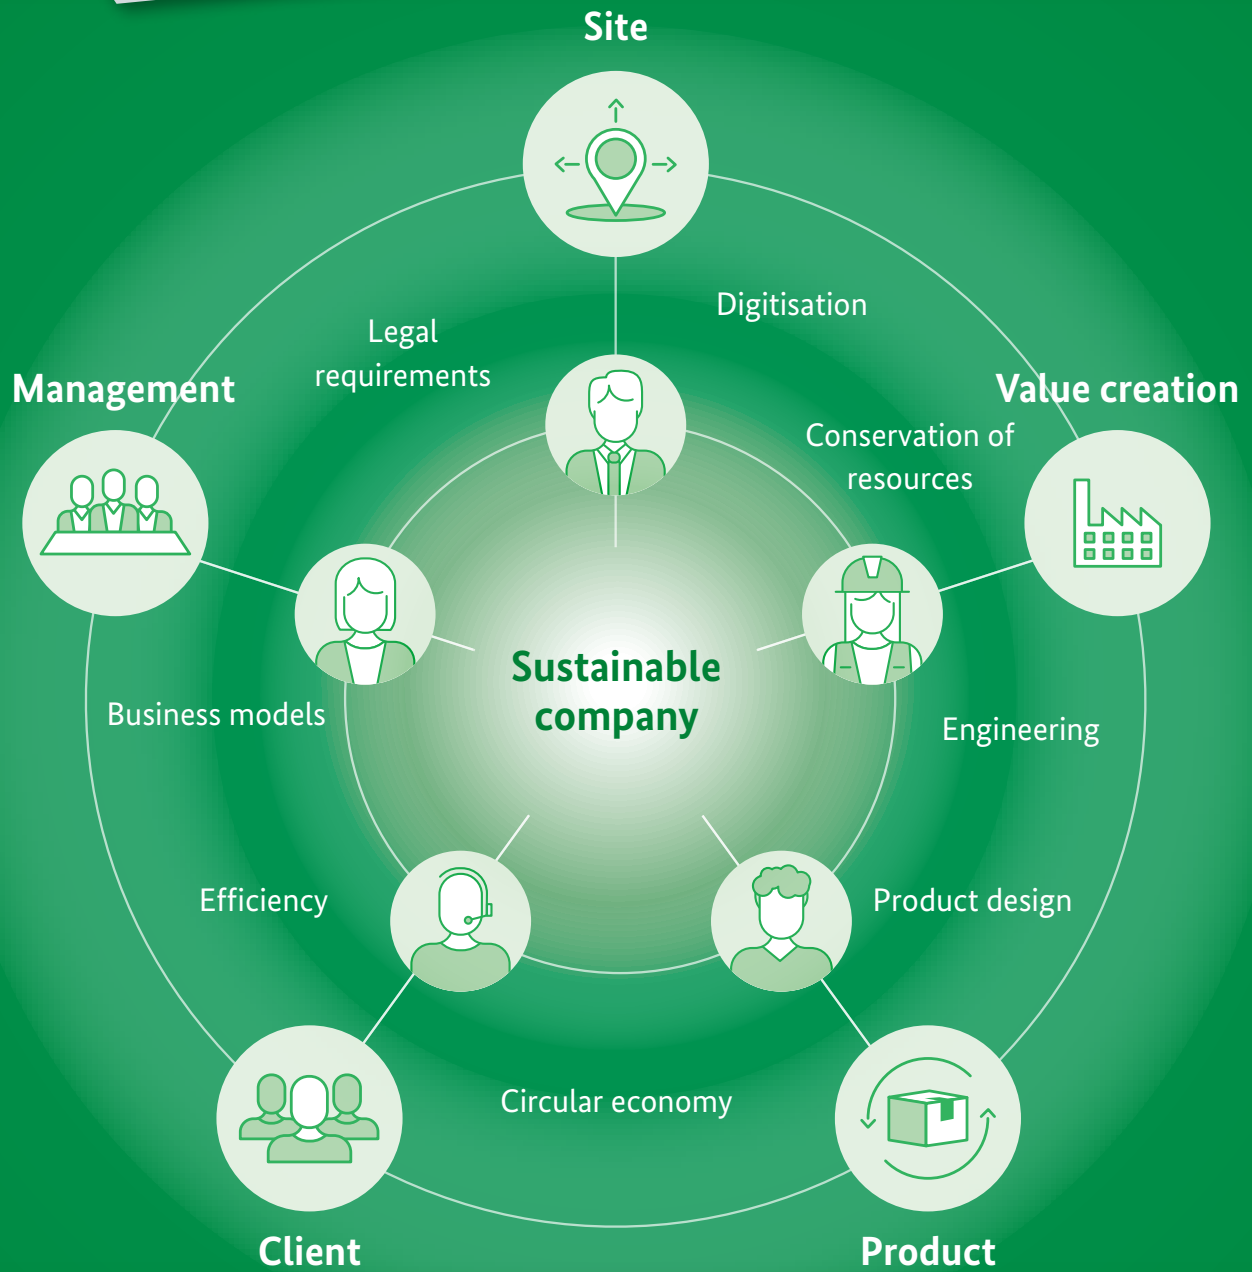 Site
Digitisation
Legal
requirements
Management
Value creation
Conservation of
resources
Sustainable
company
Business models
Engineering
Efficiency
Product design
Circular economy
Client
Product